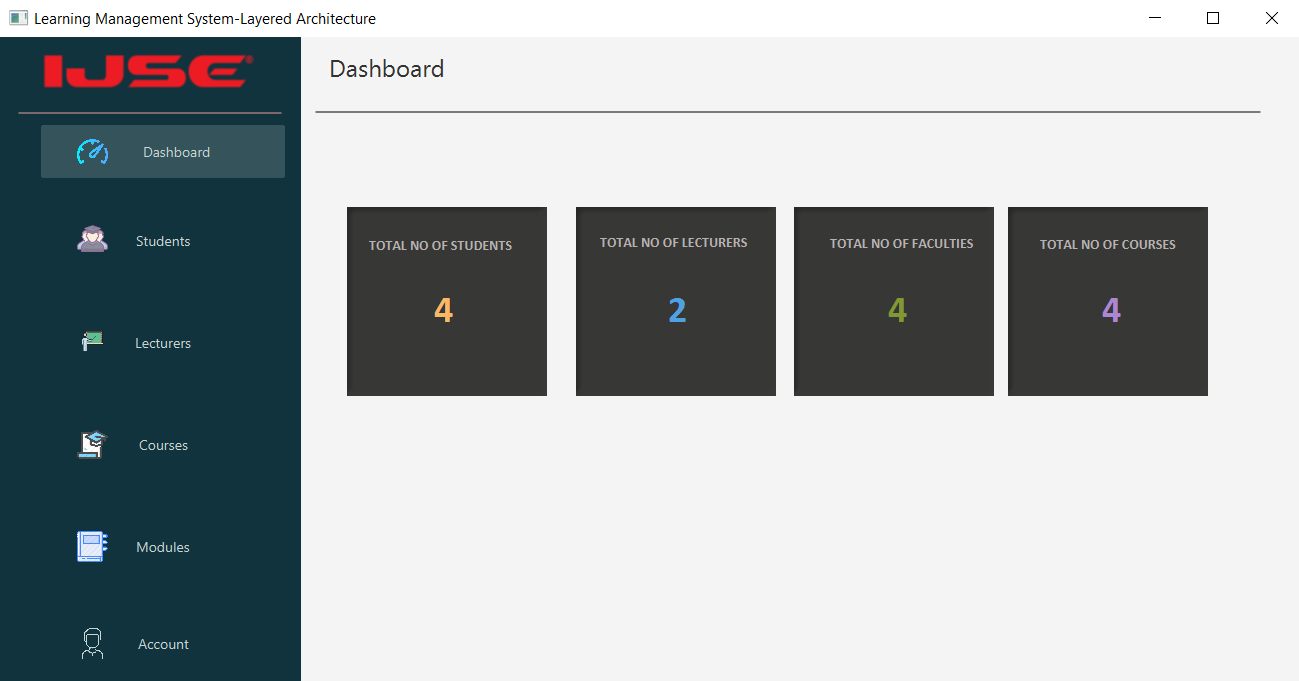 Learning Management System-Layered Architecture
IJSE®
Dashboard
Students
Lecturers
Courses
Modules
Account
Dashboard
TOTAL NO OF STUDENTS
4
TOTAL NO OF LECTURERS
2
TOTAL NO OF FACULTIES
4
TOTAL NO OF COURSES
4